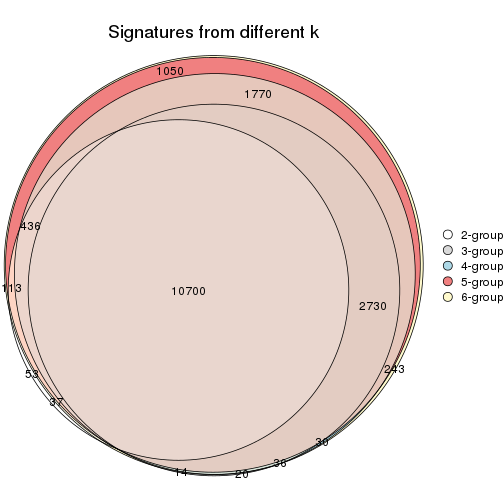 Signatures from different k
1050
1770
436
2-group
3-group
4-group
5-group
6-group
113
10700
2730
243
53
37
30
36
14
20